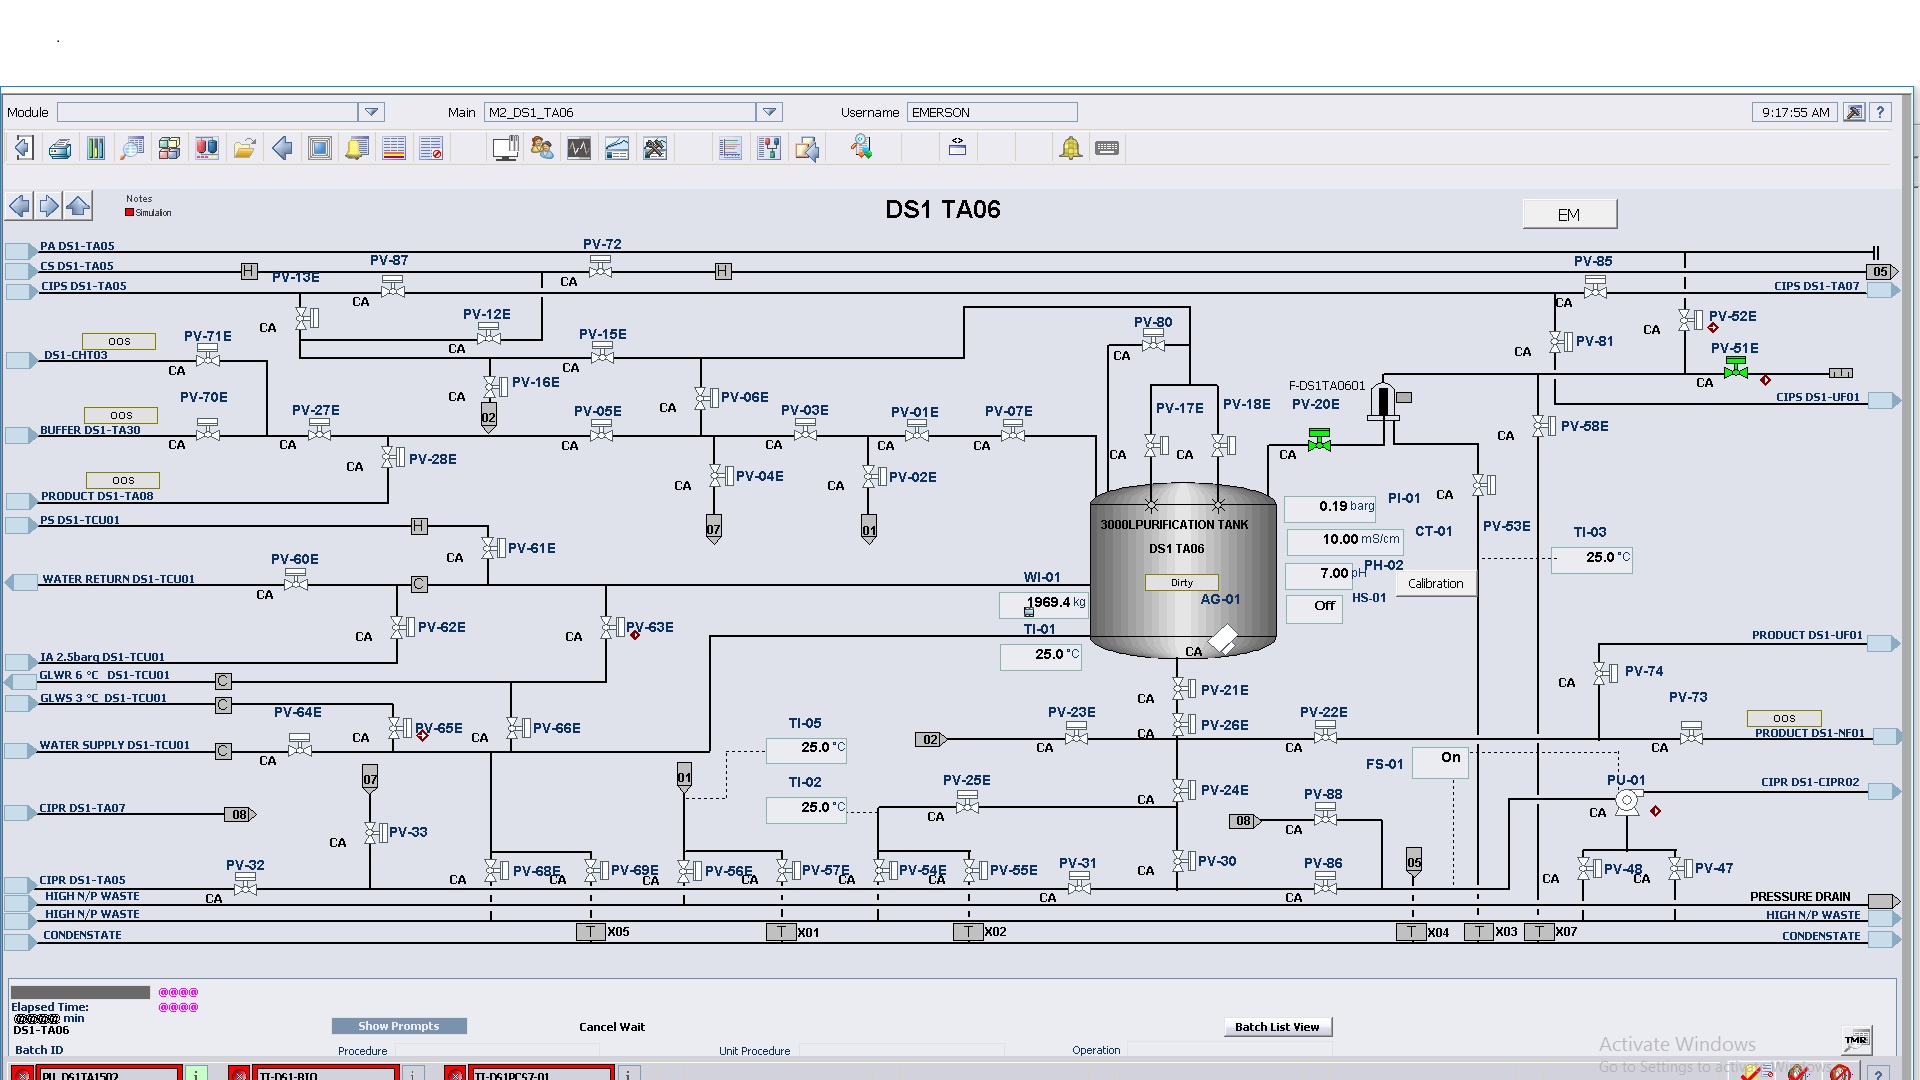 Module
Main M2_DS1_TA06
Username EMERSON
9:17:55 AM
Notes
Simulation
DS1 TA06
EM
PA DS1-TA05
PV-72
CS DS1-TA05
H
H
PV-87
PV-85
05
PV-13E
CA
CIPS DS1-TA05
CA
CA
CIPS DS1-TA07
PV-12E
PV-80
PV-52E
CA
CA
OOS
PV-71E
PV-15E
PV-81
DS1-CHT03
CA
CA
CA
CA
PV-51E
CA
PV-16E
F-DS1TA0601
CA
PV-70E
CA
PV-06E
CA
CIPS DS1-UF01
OOS
PV-27E
02
PV-05E
PV-03E
PV-01E
PV-07E
PV-17E
PV-18E
PV-20E
BUFFER DS1-TA30
PV-58E
CA
CA
CA
CA
CA
CA
CA
PV-28E
CA
CA
CA
CA
OOS
PV-04E
PV-02E
CA
CA
PRODUCT DS1-TA08
0.19 barg
PI-01
CA
PS DS1-TCU01
H
07
01
3000LPURIFICATION TANK
10.00 mS/cm
CT-01
PV-53E
TI-03
PV-61E
DS1 TA06
25.0 °C
PV-60E
CA
7.00 pH
PH-02
WATER RETURN DS1-TCU01
C
WI-01
Dirty
Calibration
CA
1969.4 kg
AG-01
Off
HS-01
PV-62E
PV-63E
TI-01
CA
CA
PRODUCT DS1-UF01
IA 2.5barg DS1-TCU01
25.0 °C
CA
GLWR 6 °C DS1-TCU01
C
PV-74
CA
GLWS 3 °C DS1-TCU01
C
PV-21E
CA
PV-73
PV-64E
PV-23E
PV-26E
PV-22E
OOS
PV-65E
PV-66E
TI-05
CA
CA
CA
PRODUCT DS1-NF01
WATER SUPPLY DS1-TCU01
C
25.0 °C
02
CA
CA
CA
CA
FS-01
On
07
01
TI-02
PV-25E
PV-24E
PU-01
CIPR DS1-CIPR02
PV-88
CIPR DS1-TA07
08
25.0 °C
CA
CA
CA
08
CA
PV-33
CA
PV-32
PV-31
PV-30
PV-86
05
CIPR DS1-TA05
PV-68E
PV-69E
PV-56E
PV-57E
PV-54E
PV-55E
CA
PV-48
PV-47
CA
CA
CA
CA
CA
CA
CA
CA
CA
CA
HIGH N/P WASTE
PRESSURE DRAIN
HIGH N/P WASTE
HIGH N/P WASTE
CONDENSTATE
T X05
T X01
T X02
T X04
T X03
T X07
CONDENSTATE
@@@@
Elapsed Time:
@@@@
@@@@ min
DS1-TA06
Show Prompts
Cancel Wait
Batch List View
TMR
Batch ID
Procedure
Unit Procedure
Operation
Activate Windows
Go to Settings to activate Windows.
PU_DS1TA1502
i
TT-DS1-RTO
i
TT-DS1PCS7-01
i